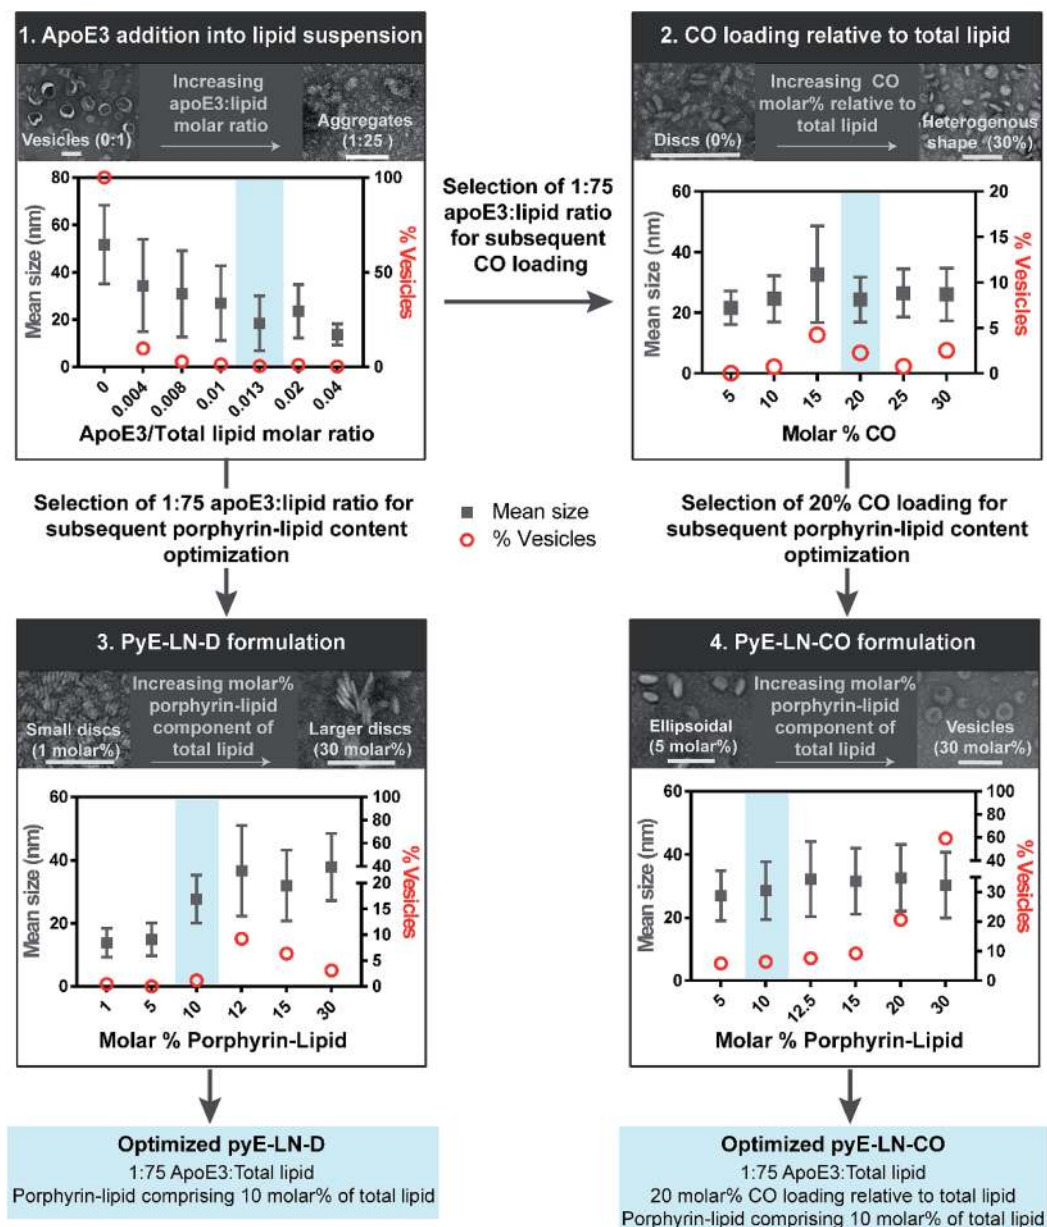 1. ApoE3 addition into lipid suspension
Increasing
apoE3:lipid
molar ratio
Vesicles (0:1)
Aggregates
(1:25 )
Mean size (nm)
80
60
40
20
0
100
50
0
% Vesicles
0
0.004
0.008
0.01
0.013
0.02
0.04
ApoE3/Total lipid molar ratio
Selection of 1:75
apoE3:lipid ratio
for subsequent
CO loading
2. CO loading relative to total lipid
Increasing CO
molar% relative to
total lipid
Discs (0%)
Heterogenous
shape (30%)
Mean size (nm)
60
40
20
0
20
15
10
5
0
% Vesicles
5
10
15
20
25
30
Molar % CO
Selection of 1:75 apoE3:lipid ratio for
subsequent porphyrin-lipid content
optimization
Mean size
% Vesicles
Selection of 20% CO loading for
subsequent porphyrin-lipid content
optimization
3. PyE-LN-D formulation
Increasing molar%
porphyrin-lipid
component of
total lipid
Small discs
(1 molar%)
Larger discs
(30 molar%)
Mean size (nm)
60
40
20
0
100
80
60
40
20
15
10
5
0
% Vesicles
1
5
10
12
15
30
Molar % Porphyrin-Lipid
4. PyE-LN-CO formulation
Increasing molar%
porphyrin-lipid
component of
total lipid
Ellipsoidal
(5 molar%)
Vesicles
(30 molar%)
Mean size (nm)
60
40
20
0
100
80
60
40
30
20
10
0
% Vesicles
5
10
12.5
15
20
30
Molar % Porphyrin-Lipid
Optimized pyE-LN-D
1:75 ApoE3:Total lipid
Porphyrin-lipid comprising 10 molar% of total lipid
Optimized pyE-LN-CO
1:75 ApoE3:Total lipid
20 molar% CO loading relative to total lipid
Porphyrin-lipid comprising 10 molar% of total lipid